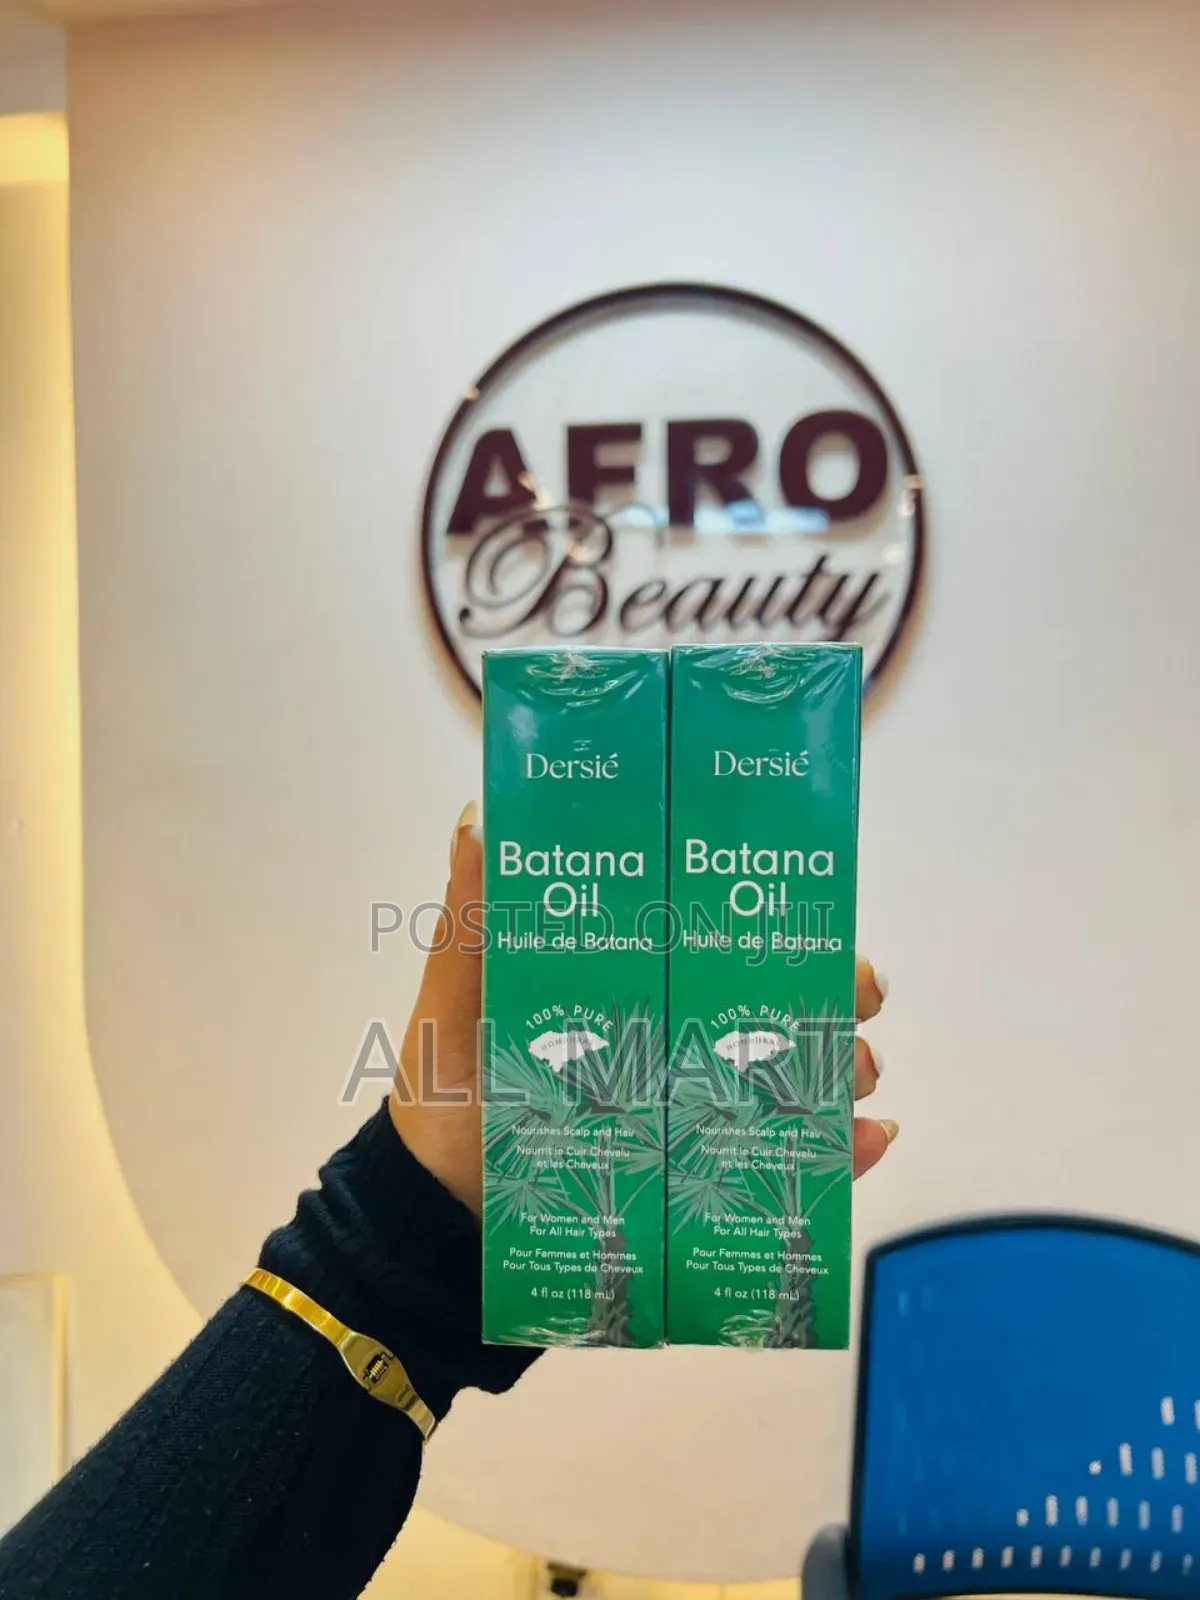 AFRO
Beauty
Dersié
Batana
Oil
Huile de Batana
100% PURE
HONDURAS
Nourishes Scalp and Hair
Nourrit le Cuir Chevelu
et les Cheveux
For Women and Men
For All Hair Types
Pour Femmes et Hommes
Pour Tous Types de Cheveux
4 fl oz (118 mL)
Dersié
Batana
Oil
Huile de Batana
100% PURE
HONDURAS
Nourishes Scalp and Hair
Nourrit le Cuir Chevelu
et les Cheveux
For Women and Men
For All Hair Types
Pour Femmes et Hommes
Pour Tous Types de Cheveux
4 fl oz (118 mL)
POSTED ON JIJI
ALL MART